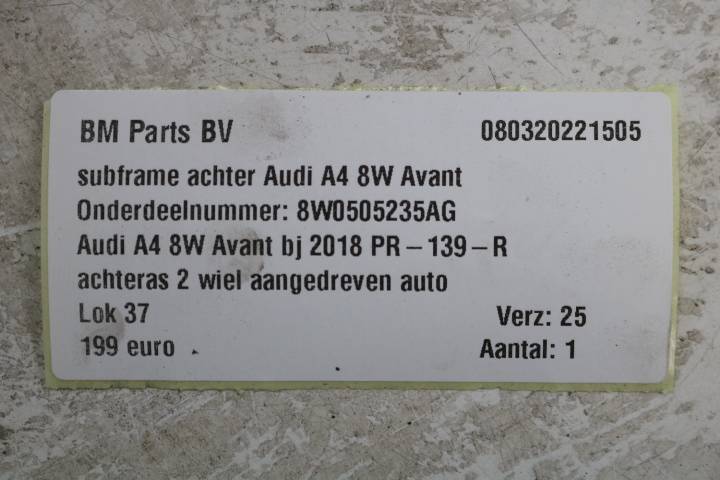 BM Parts BV 080320221505
subframe achter Audi A4 8W Avant
Onderdeelnummer: 8W0505235AG
Audi A4 8W Avant bj 2018 PR-139-R
achteras 2 wiel aangedreven auto
Lok 37 Verz: 25
199 euro Aantal: 1